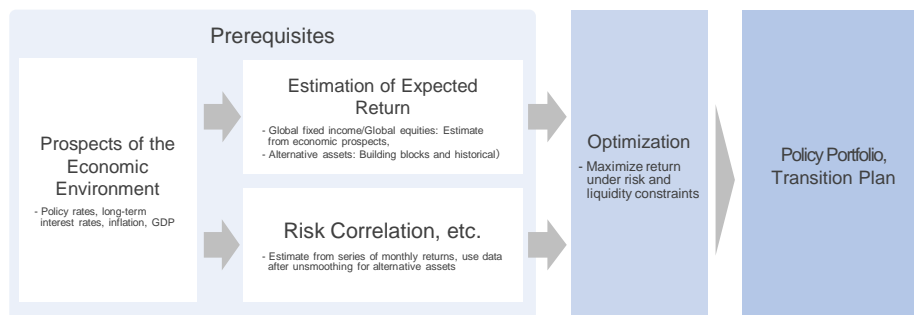 Prerequisites
Prospects of the
Economic
Environment
- Policy rates, long-term
interest rates, inflation, GDP
Estimation of Expected
Return
- Global fixed income/Global equities: Estimate
from economic prospects,
- Alternative assets: Building blocks and historical)
Risk Correlation, etc.
- Estimate from series of monthly returns, use data
after unsmoothing for alternative assets
Optimization
- Maximize return
under risk and
liquidity constraints
Policy Portfolio,
Transition Plan